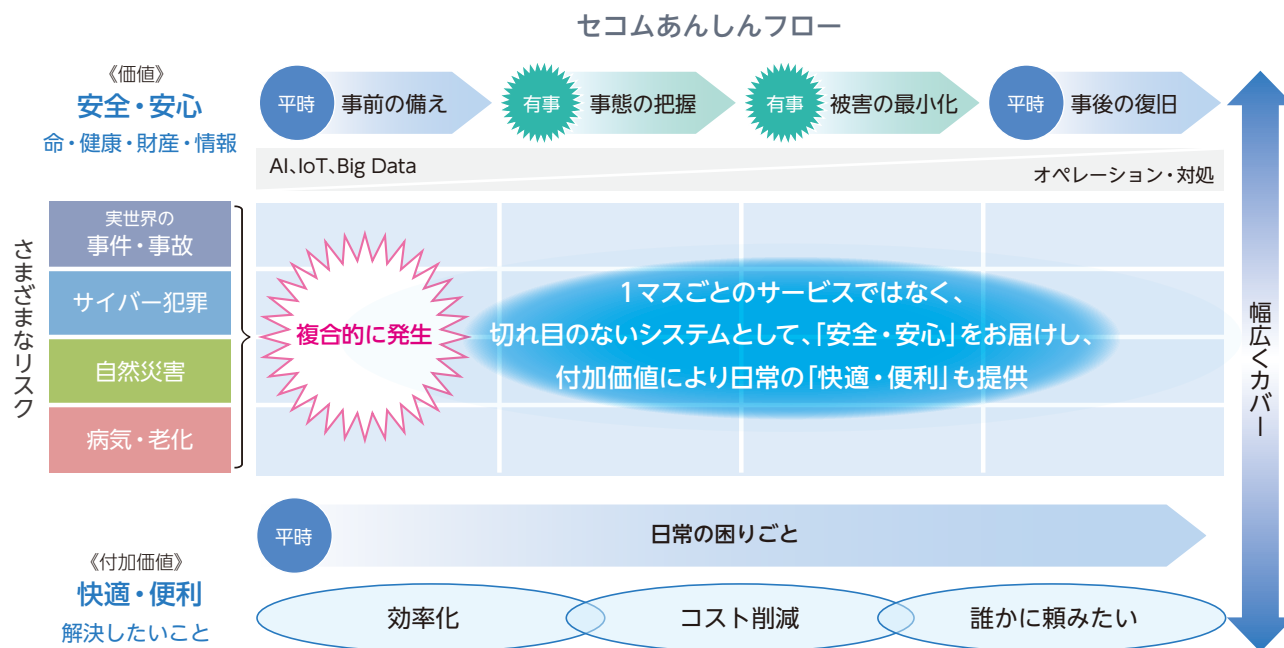 セコムあんしんフロー
《価値》
安全・安心
命・健康・財産・情報
平時
事前の備え
有事
事態の把握
有事
被害の最小化
平時
事後の復旧
AI、IoT、Big Data
オペレーション・対処
さまざまなリスク
実世界の
事件・事故
サイバー犯罪
自然災害
病気・老化
複合的に発生
1マスごとのサービスではなく、
切れ目のないシステムとして、「安全・安心」をお届けし、
付加価値により日常の「快適・便利」も提供
幅広くカバー
《付加価値》
快適・便利
解決したいこと
平時
日常の困りごと
効率化
コスト削減
誰かに頼みたい